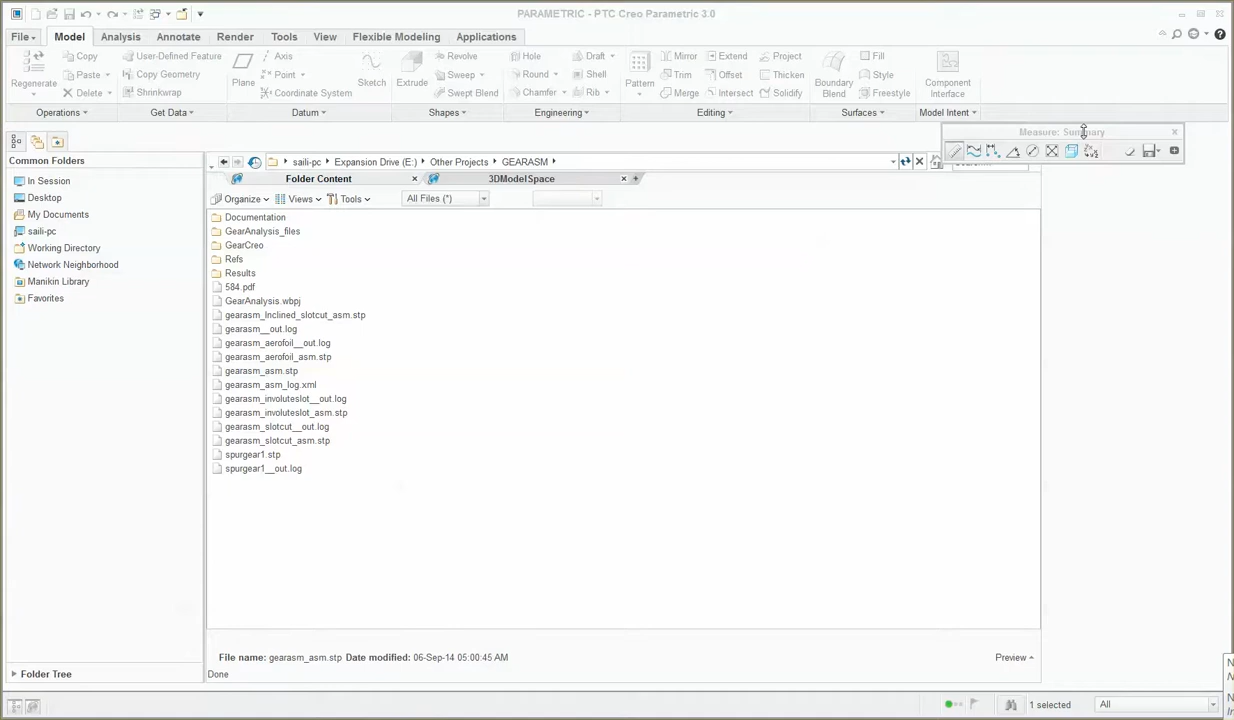 PARAMETRIC - PTC Creo Parametric 3.0
File Model Analysis Annotate Render Tools View Flexible Modeling Applications
Regenerate Copy Paste Delete
User-Defined Feature Copy Geometry Shrinkwrap
Plane Axis Point Coordinate System Sketch
Extrude Revolve Sweep Swept Blend
Hole Round Chamfer Draft Shell Rib
Pattern Mirror Trim Merge Extend Offset Intersect Project Thicken Solidify
Boundary Blend Fill Style Freestyle
Component Interface
Operations Get Data Datum Shapes Engineering Editing Surfaces Model Intent
Measure: Summary
Common Folders
In Session
Desktop
My Documents
saili-pc
Working Directory
Network Neighborhood
Manikin Library
Favorites
Folder Tree
saili-pc Expansion Drive (E:) Other Projects GEARASM
Folder Content 3DModelSpace
Organize Views Tools All Files (*)
Documentation
GearAnalysis_files
GearCreo
Refs
Results
584.pdf
GearAnalysis.wbpj
gearasm_Inclined_slotcut_asm.stp
gearasm__out.log
gearasm_aerofoil__out.log
gearasm_aerofoil_asm.stp
gearasm_asm.stp
gearasm_asm_log.xml
gearasm_involuteslot__out.log
gearasm_involuteslot_asm.stp
gearasm_slotcut__out.log
gearasm_slotcut_asm.stp
spurgear1.stp
spurgear1__out.log
File name: gearasm_asm.stp Date modified: 06-Sep-14 05:00:45 AM Preview
Done
1 selected All